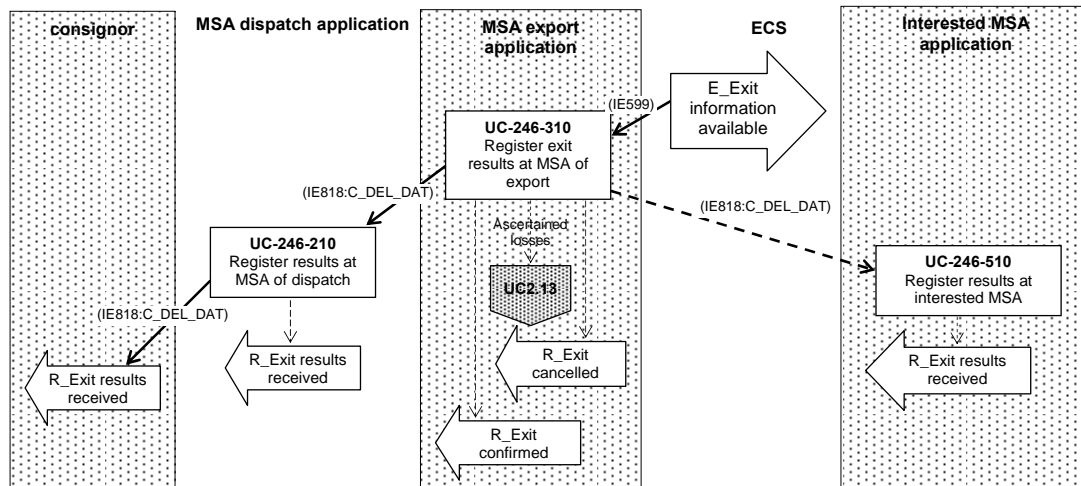 consignor
MSA dispatch application
MSA export
application
ECS
Interested MSA
application
E_Exit
information
available
(IE599)
UC-246-310
Register exit
results at MSA of
export
(IE818:C_DEL_DAT)
(IE818:C_DEL_DAT)
Ascertained
losses
UC-246-210
Register results at
MSA of dispatch
UC-246-510
Register results at
interested MSA
UC2.13
(IE818:C_DEL_DAT)
R_Exit results
received
R_Exit results
received
R_Exit
cancelled
R_Exit results
received
R_Exit
confirmed